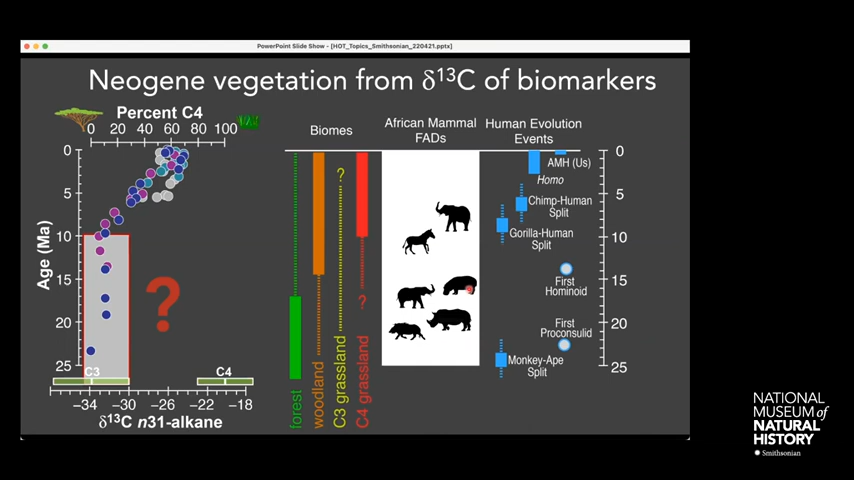 PowerPoint Slide Show - [HOT_Topics_Smithsonian_220421.pptx]
Neogene vegetation from δ13C of biomarkers
Percent C4
0 20 40 60 80 100
Age (Ma)
0
5
10
15
20
25
?
C3
C4
−34 −30 −26 −22 −18
δ13C n31-alkane
Biomes
?
?
forest
woodland
C3 grassland
C4 grassland
African Mammal
FADs
Human Evolution
Events
AMH (Us)
Homo
Chimp-Human
Split
Gorilla-Human
Split
First
Hominoid
First
Proconsulid
Monkey-Ape
Split
0
5
10
15
20
25
NATIONAL
MUSEUM of
NATURAL
HISTORY
Smithsonian